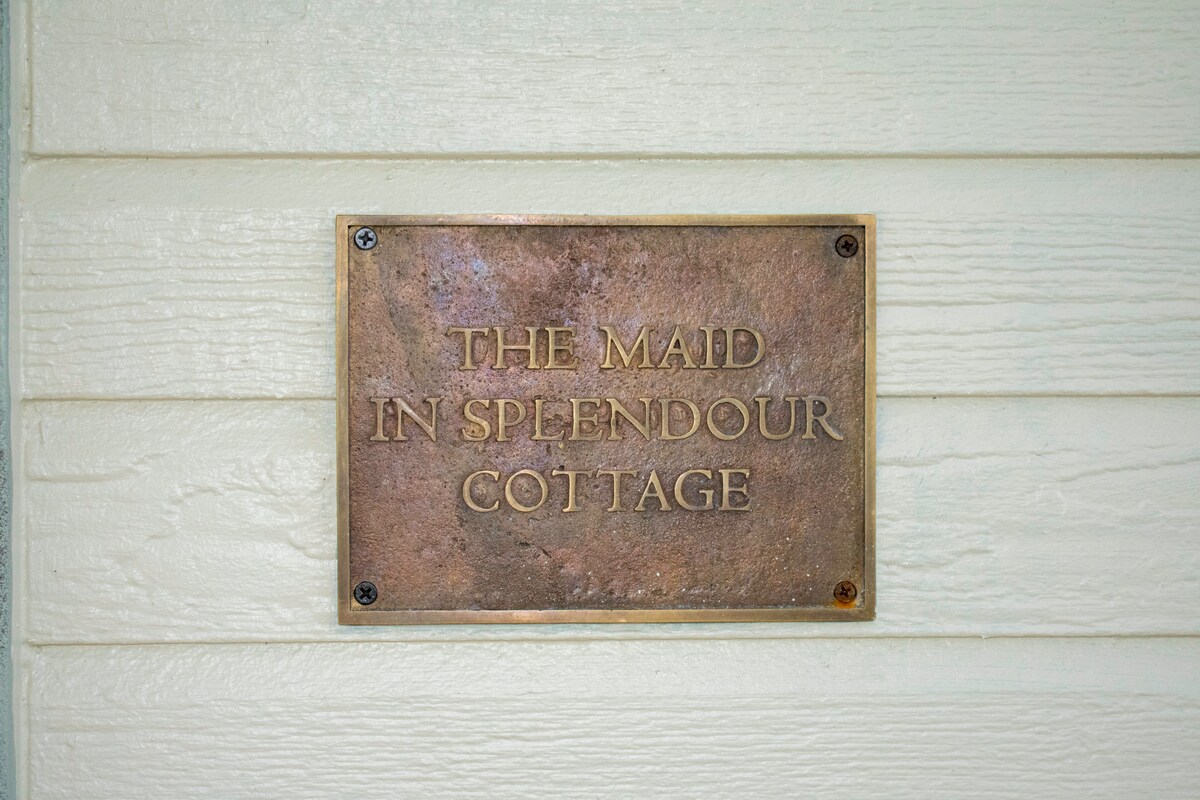 THE MAID
IN SPLENDOUR
COTTAGE